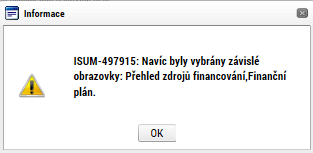 Informace
ISUM-497915: Navíc byly vybrány závislé
obrazovky: Přehled zdrojů financování,Finanční
plán.
OK